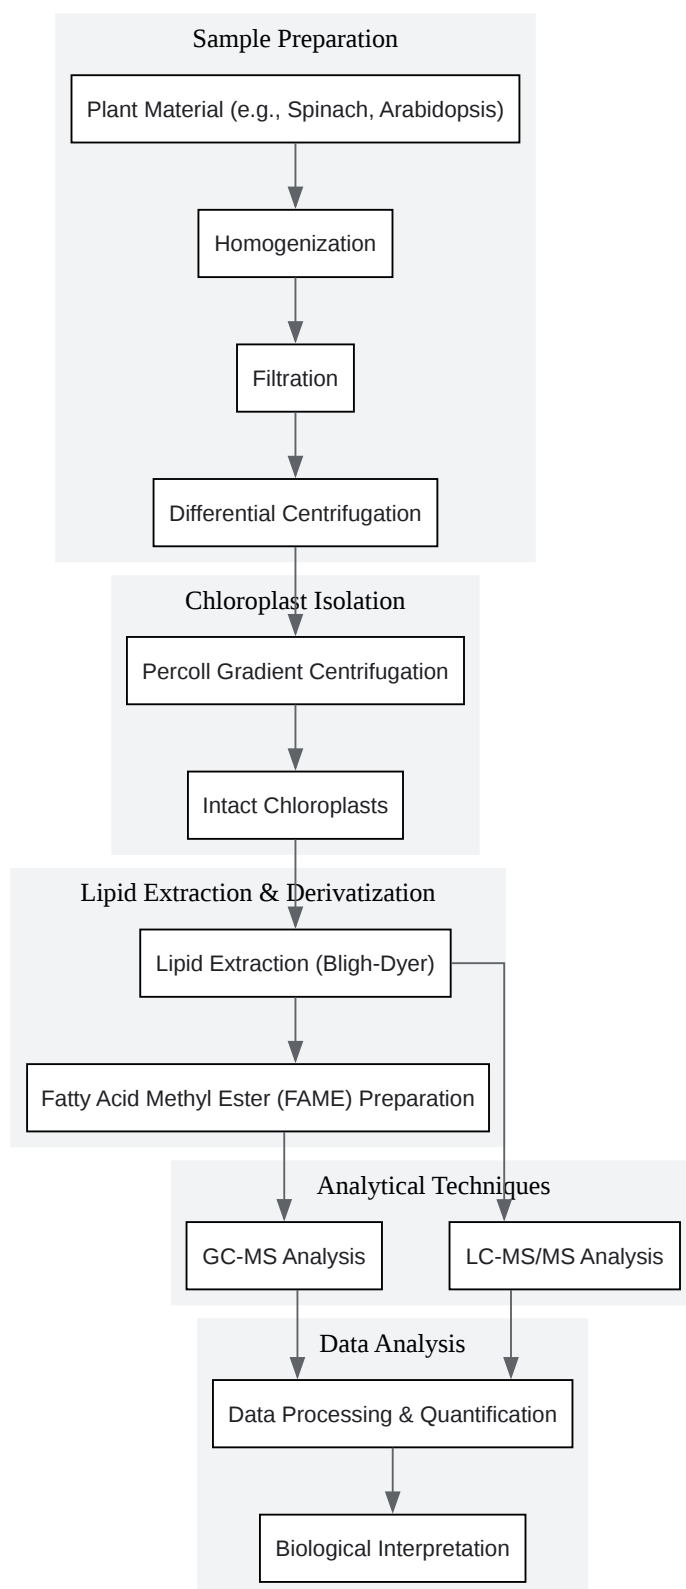 Sample Preparation
Plant Material (e.g., Spinach, Arabidopsis)
Homogenization
Filtration
Differential Centrifugation
Chloroplast Isolation
Percoll Gradient Centrifugation
Intact Chloroplasts
Lipid Extraction & Derivatization
Lipid Extraction (Bligh-Dyer)
Fatty Acid Methyl Ester (FAME) Preparation
Analytical Techniques
GC-MS Analysis
LC-MS/MS Analysis
Data Analysis
Data Processing & Quantification
Biological Interpretation